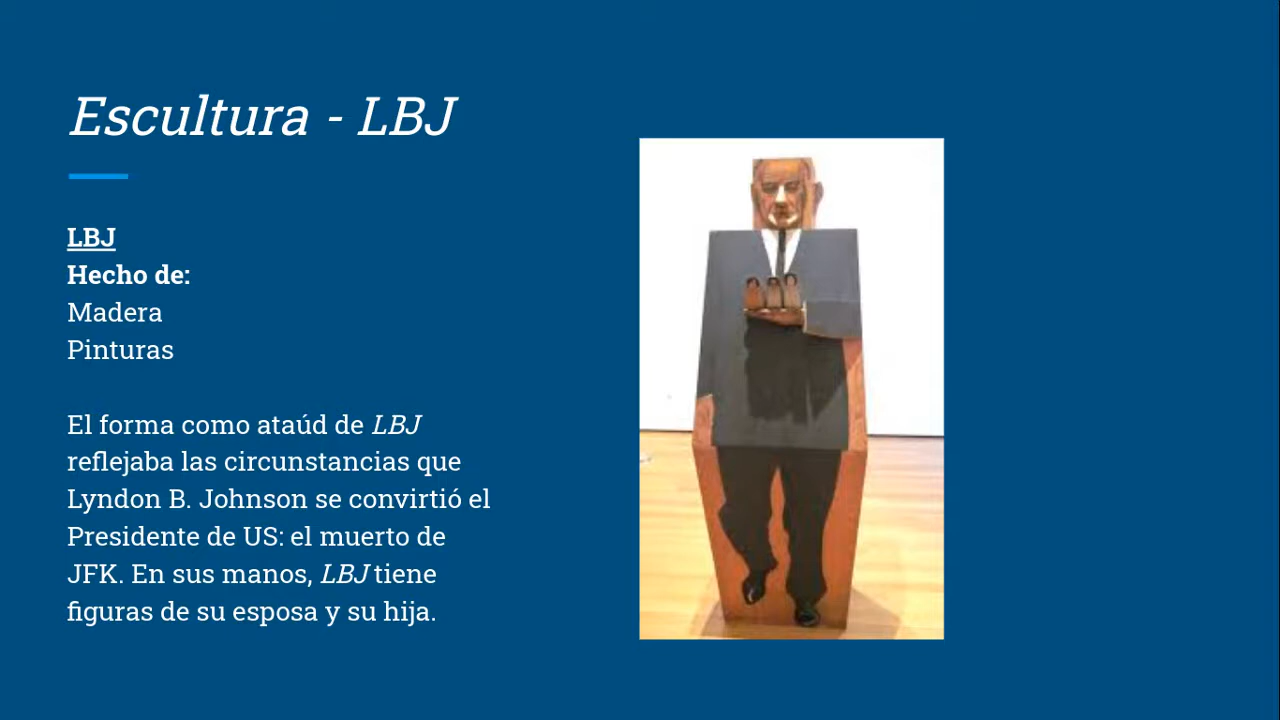 Escultura - LBJ
LBJ
Hecho de:
Madera
Pinturas
El forma como ataúd de LBJ
reflejaba las circunstancias que
Lyndon B. Johnson se convirtió el
Presidente de US: el muerto de
JFK. En sus manos, LBJ tiene
figuras de su esposa y su hija.